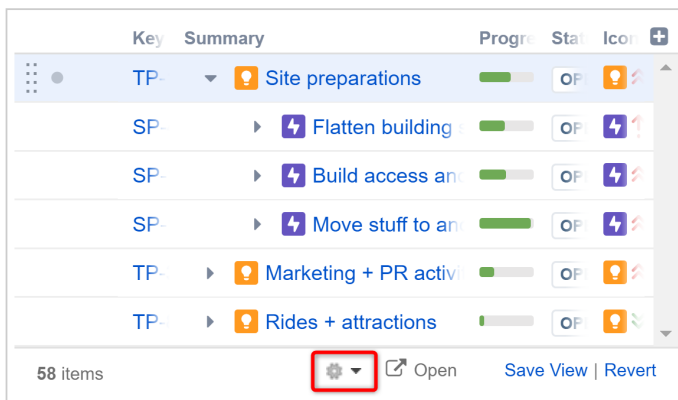 Key Summary Progre Stat Icon
TP- Site preparations OP
SP- Flatten building OP
SP- Build access and OP
SP- Move stuff to an OP
TP- Marketing + PR activi OP
TP- Rides + attractions OP
58 items Open Save View | Revert